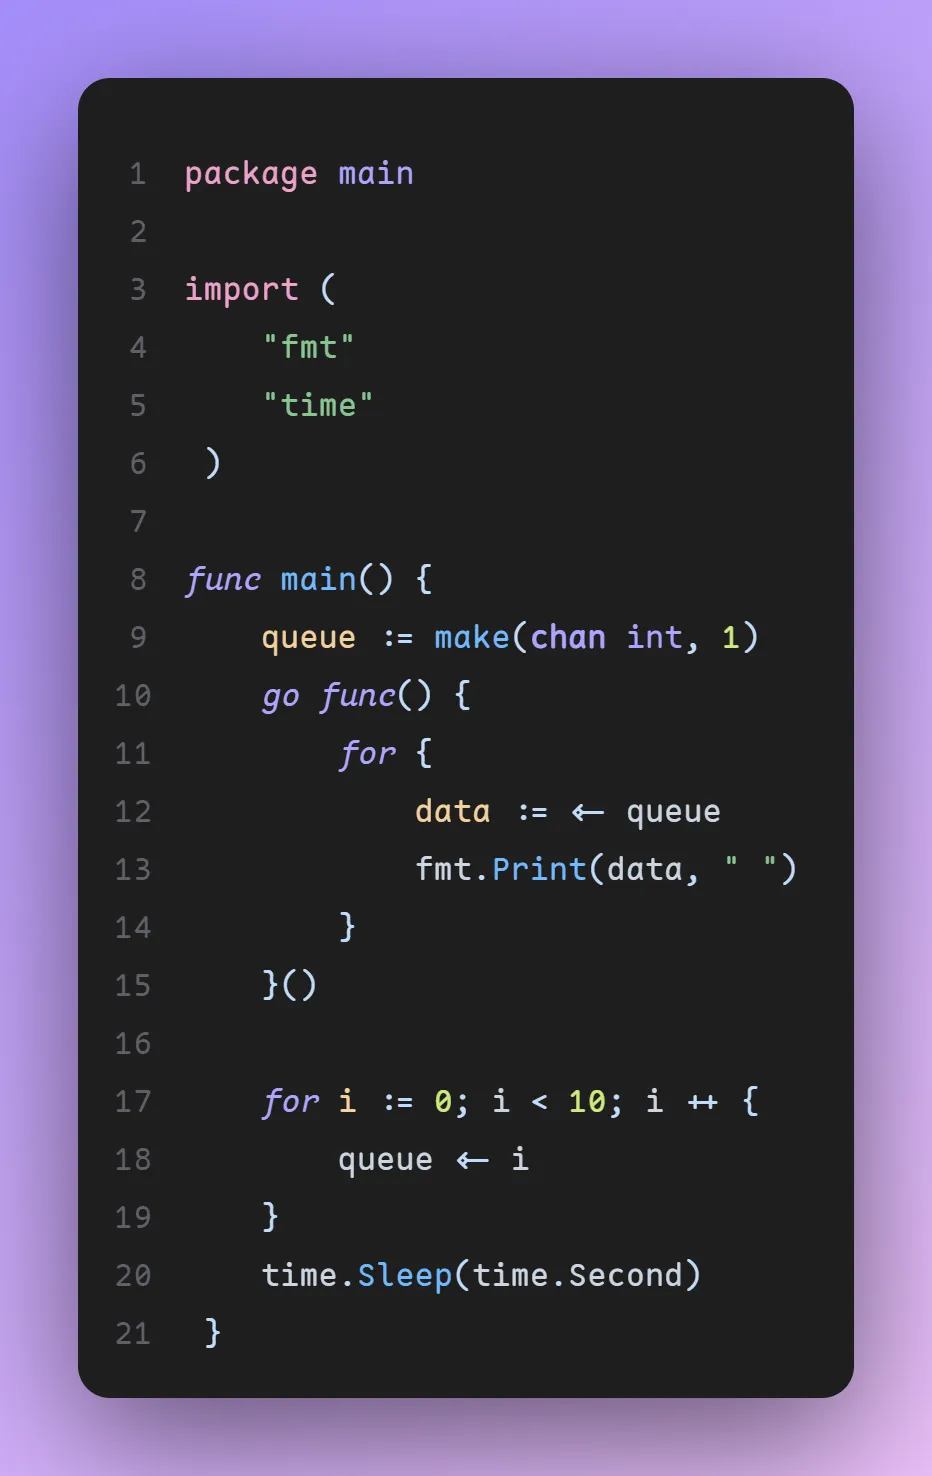 1 package main
2
3 import (
4     "fmt"
5     "time"
6  )
7
8 func main() {
9     queue := make(chan int, 1)
10     go func() {
11         for {
12             data := <- queue
13             fmt.Print(data, " ")
14         }
15     }()
16
17     for i := 0; i < 10; i ++ {
18         queue <- i
19     }
20     time.Sleep(time.Second)
21  }